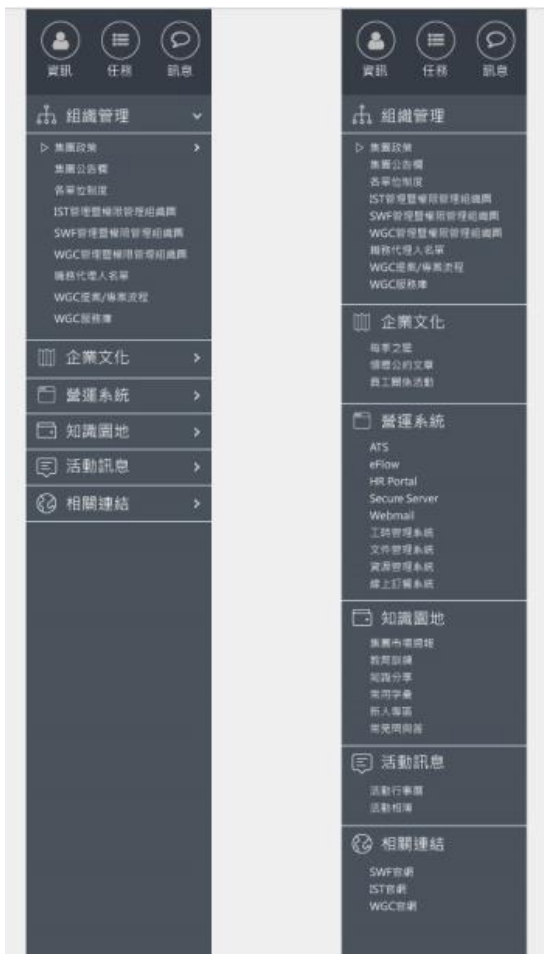 資訊 任務 訊息
組織管理
集團政策
集團公告欄
各單位制度
IST管理暨權限管理組織圖
SWF管理暨權限管理組織圖
WGC管理暨權限管理組織圖
職務代理人名單
WGC提案/專案流程
WGC服務庫
企業文化
營運系統
知識園地
活動訊息
相關連結
資訊 任務 訊息
組織管理
集團政策
集團公告欄
各單位制度
IST管理暨權限管理組織圖
SWF管理暨權限管理組織圖
WGC管理暨權限管理組織圖
職務代理人名單
WGC提案/專案流程
WGC服務庫
企業文化
每季之星
情體公約文章
員工關係活動
營運系統
ATS
eFlow
HR Portal
Secure Server
Webmail
工時管理系統
文件管理系統
資源管理系統
線上訂餐系統
知識園地
集團市場週報
教育訓練
知識分享
常用字彙
新人專區
常見問與答
活動訊息
活動行事曆
活動相簿
相關連結
SWF官網
IST官網
WGC官網